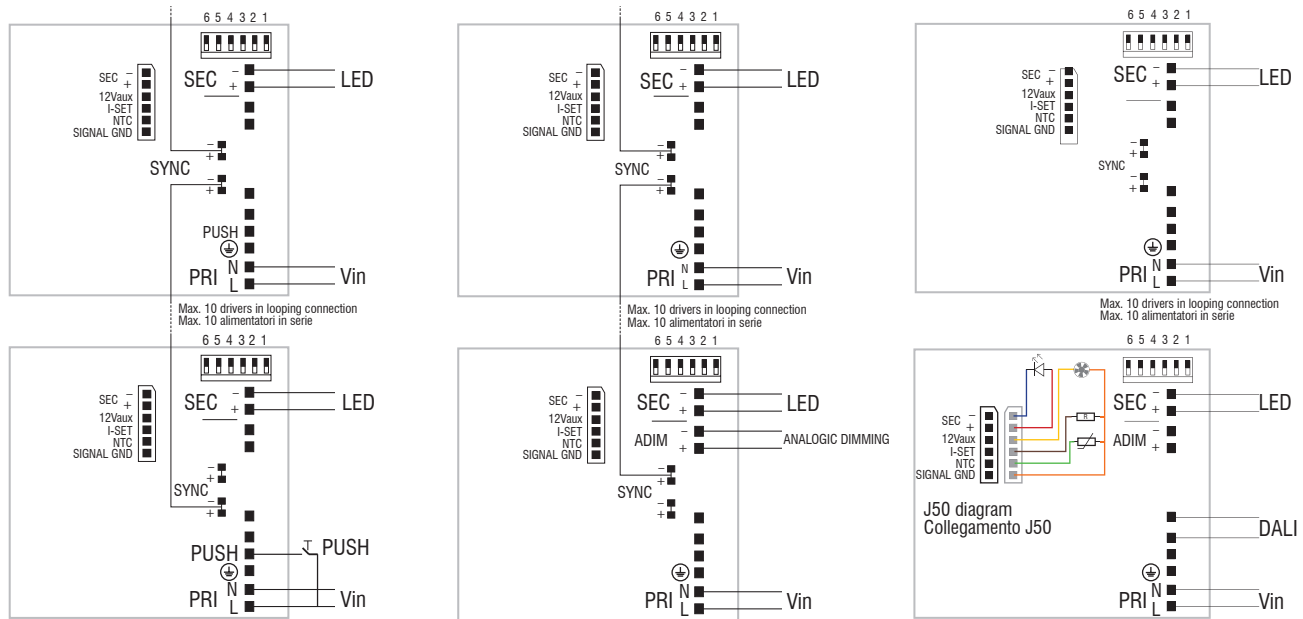 6 5 4 3 2 1
SEC -
+
12Vaux
I-SET
NTC
SIGNAL GND
SEC -
+
LED
-
+
SYNC
-
+
PUSH
PRI N
L
Vin
Max. 10 drivers in looping connection
Max. 10 alimentatori in serie
6 5 4 3 2 1
SEC -
+
12Vaux
I-SET
NTC
SIGNAL GND
SEC -
+
LED
-
+
SYNC
-
+
PUSH
PUSH
PRI N
L
Vin
6 5 4 3 2 1
SEC -
+
12Vaux
I-SET
NTC
SIGNAL GND
SEC -
+
LED
-
+
SYNC
-
+
PRI N
L
Vin
Max. 10 drivers in looping connection
Max. 10 alimentatori in serie
6 5 4 3 2 1
SEC -
+
12Vaux
I-SET
NTC
SIGNAL GND
SEC -
+
LED
ADIM -
+
ANALOGIC DIMMING
-
+
SYNC
-
+
PRI N
L
Vin
6 5 4 3 2 1
SEC -
+
12Vaux
I-SET
NTC
SIGNAL GND
SEC -
+
LED
-
+
SYNC
-
+
PRI N
L
Vin
Max. 10 drivers in looping connection
Max. 10 alimentatori in serie
6 5 4 3 2 1
SEC -
+
12Vaux
I-SET
NTC
SIGNAL GND
R
SEC -
+
LED
ADIM -
+
J50 diagram
Collegamento J50
DALI
PRI N
L
Vin